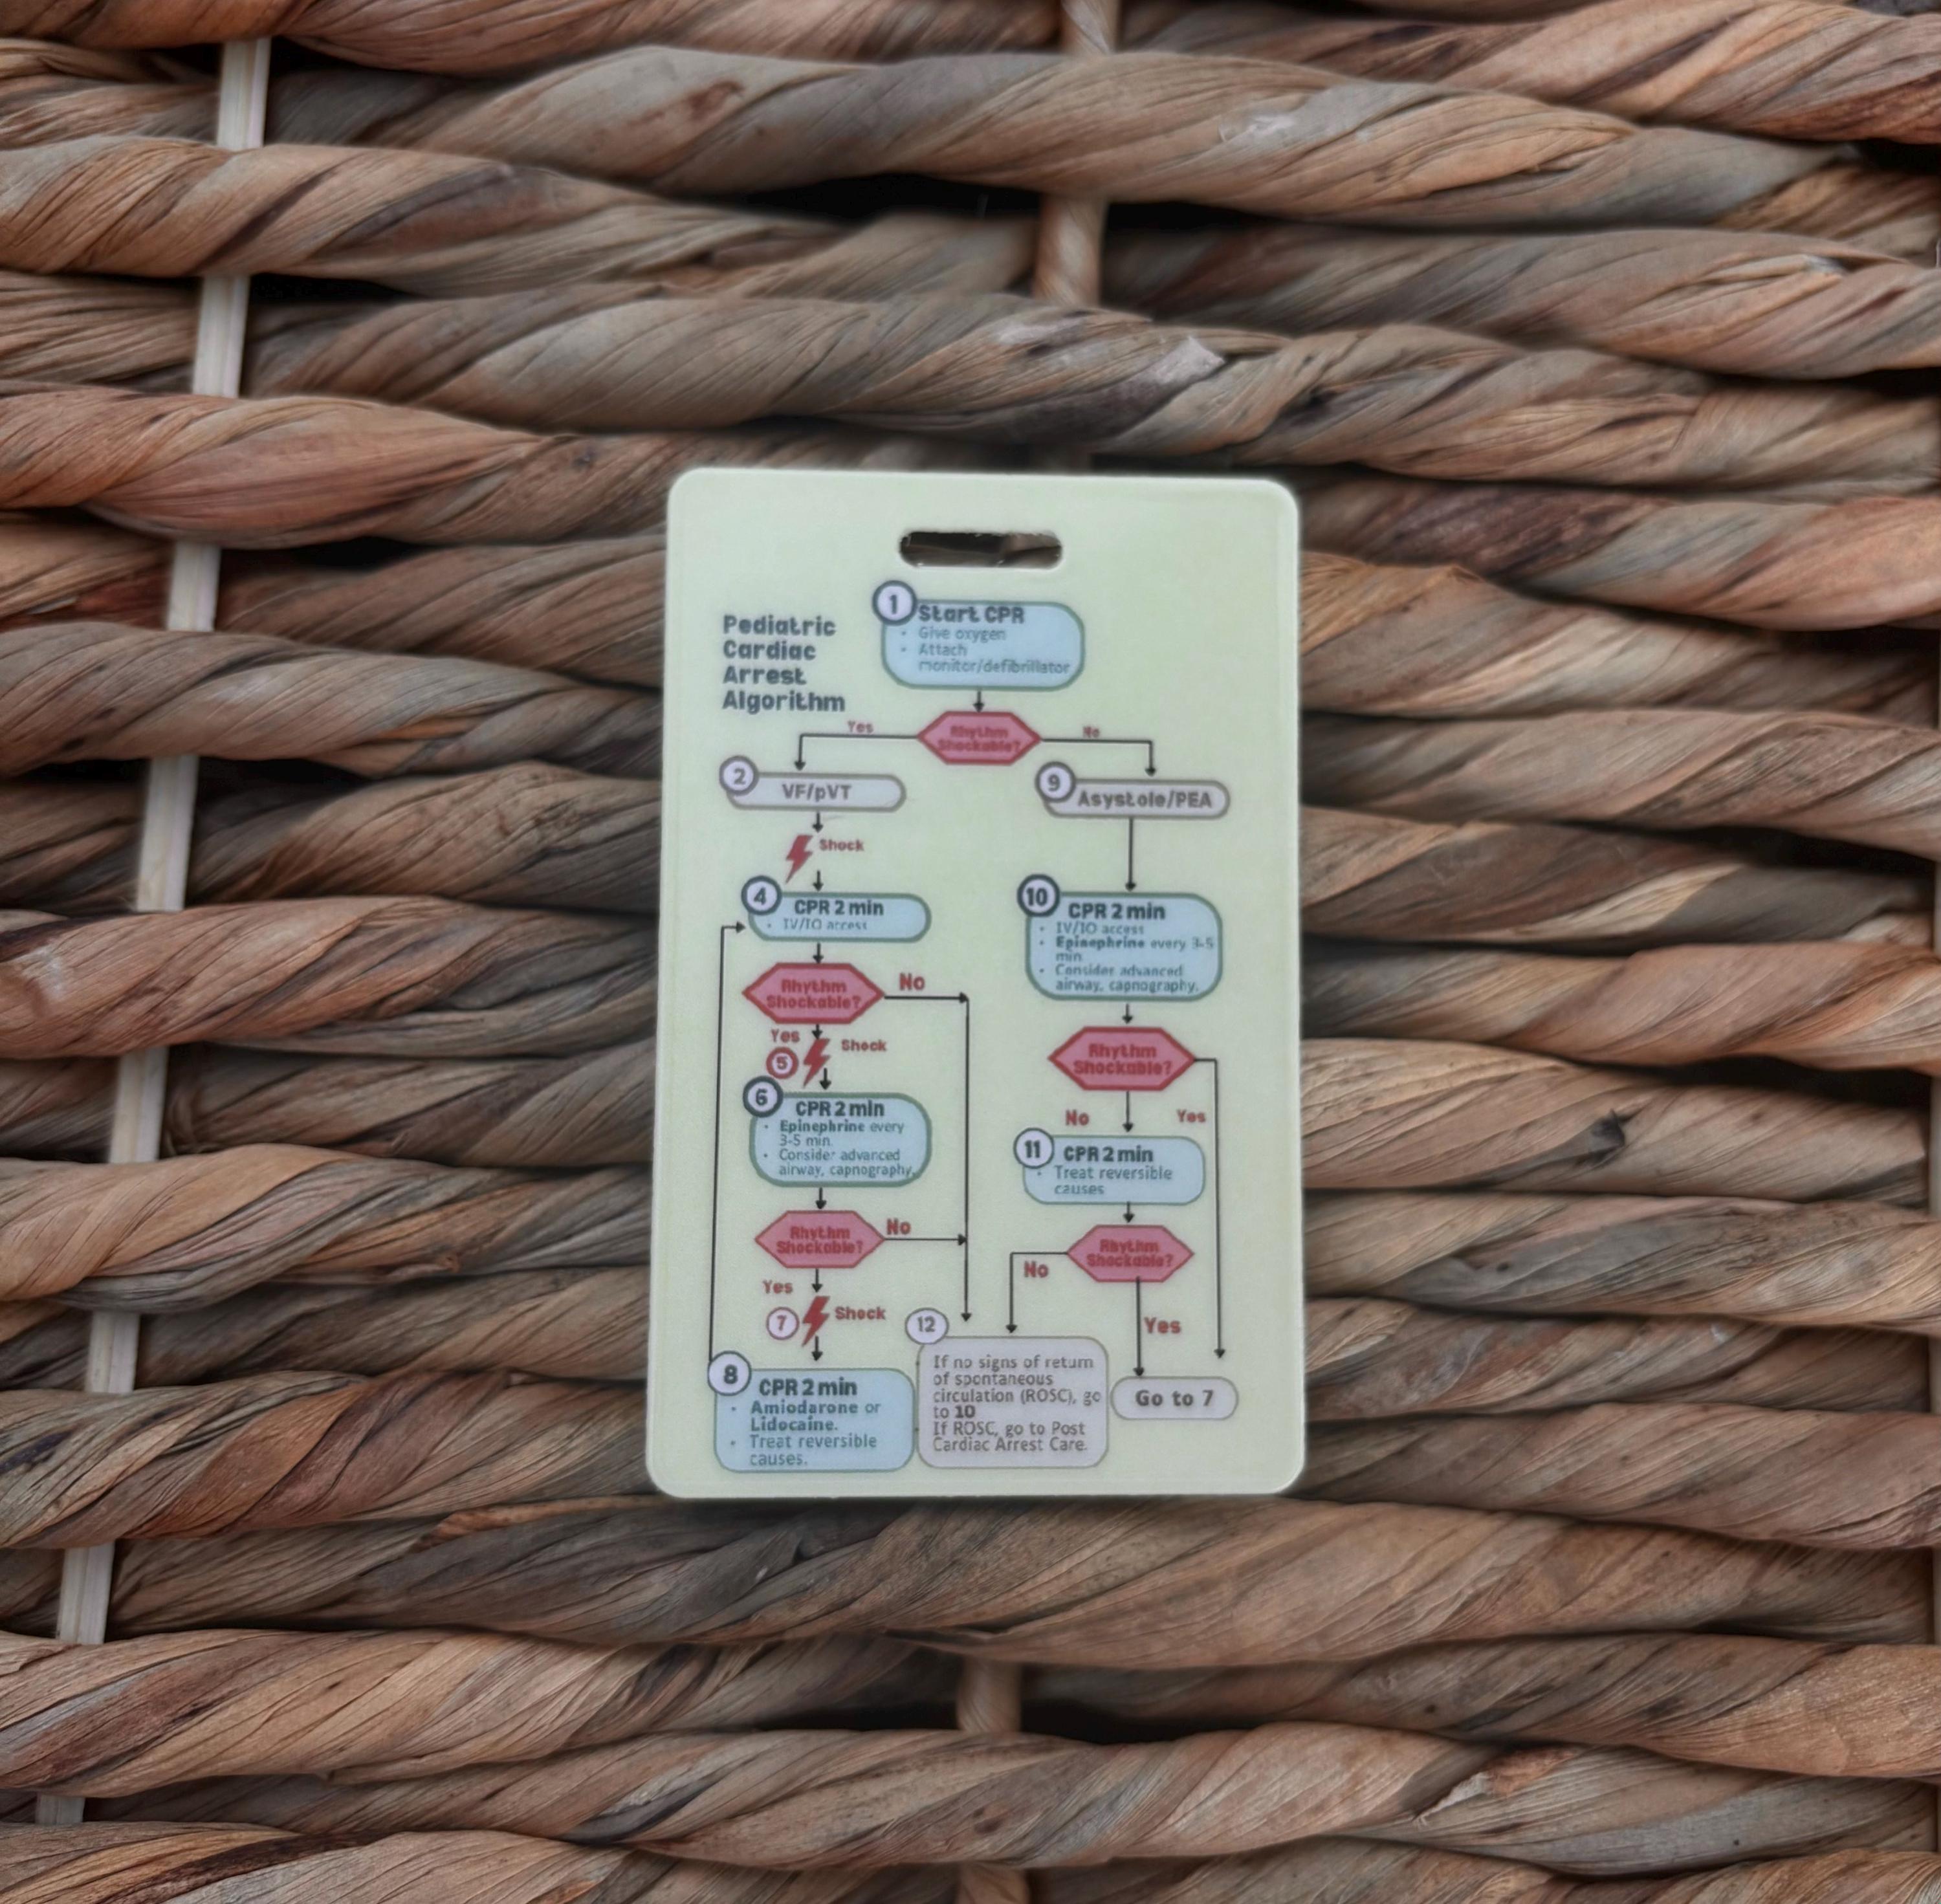 Pediatric
Cardiac
Arrest
Algorithm
1
Start CPR
• Give oxygen
• Attach
monitor/defibrillator
Rhythm
Shockable?
Yes
No
2
VF/pVT
Shock
4
CPR 2 min
• IV/IO access
Rhythm
Shockable?
No
Yes
5
Shock
6
CPR 2 min
• Epinephrine every
3-5 min.
• Consider advanced
airway, capnography.
Rhythm
Shockable?
No
Yes
7
Shock
8
CPR 2 min
• Amiodarone or
Lidocaine.
• Treat reversible
causes.
9
Asystole/PEA
10
CPR 2 min
• IV/IO access
• Epinephrine every 3-5
min
• Consider advanced
airway, capnography.
Rhythm
Shockable?
No
Yes
11
CPR 2 min
• Treat reversible
causes
Rhythm
Shockable?
No
Yes
12
If no signs of return
of spontaneous
circulation (ROSC), go
to 10
If ROSC, go to Post
Cardiac Arrest Care.
Go to 7